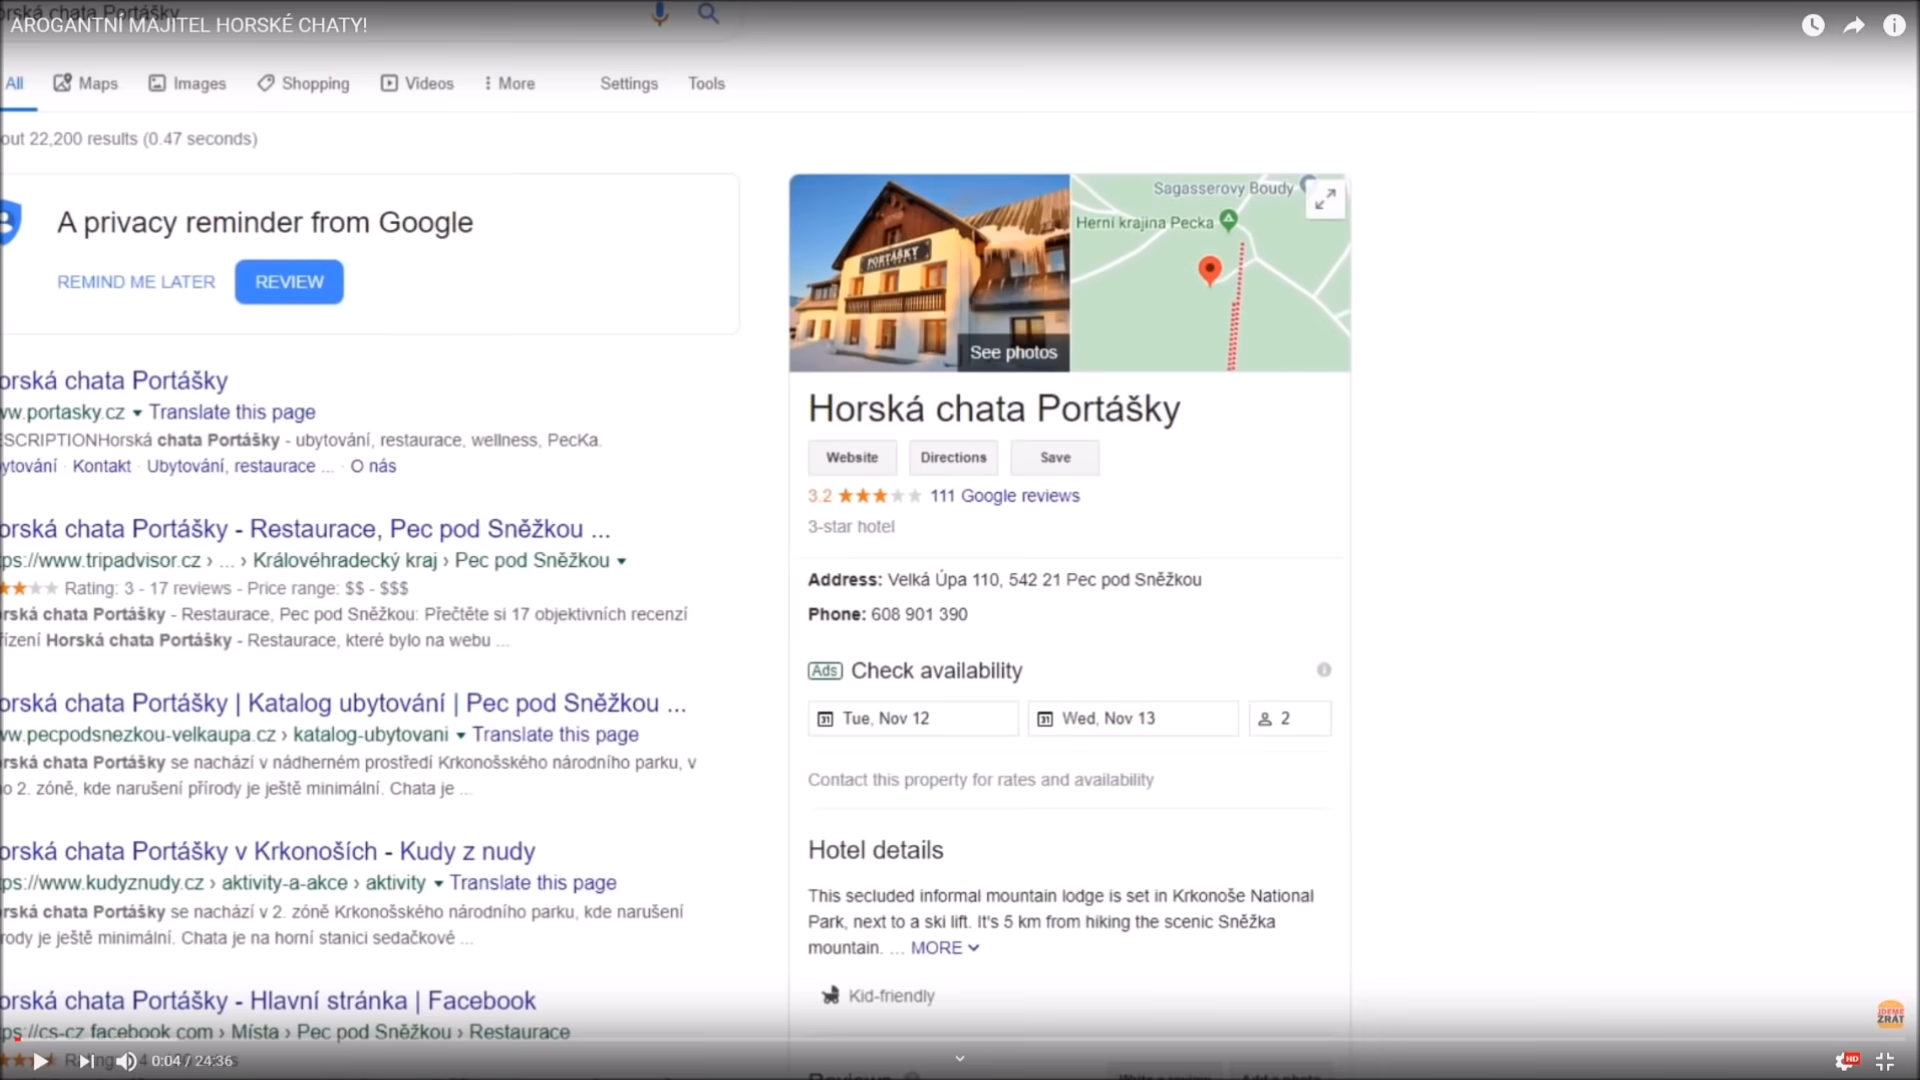 AROGANTNÍ MAJITEL HORSKÉ CHATY!
All Maps Images Shopping Videos More Settings Tools
out 22,200 results (0.47 seconds)
A privacy reminder from Google
REMIND ME LATER REVIEW
orská chata Portášky
ww.portasky.cz Translate this page
ESCRIPTIONHorská chata Portášky - ubytování, restaurace, wellness, PecKa.
ytování · Kontakt · Ubytování, restaurace ... · O nás
orská chata Portášky - Restaurace, Pec pod Sněžkou ...
ps://www.tripadvisor.cz › ... › Královéhradecký kraj › Pec pod Sněžkou
Rating: 3 - 17 reviews - Price range: $$ - $$$
orská chata Portášky - Restaurace, Pec pod Sněžkou: Přečtěte si 17 objektivních recenzí
řízení Horská chata Portášky - Restaurace, které bylo na webu ...
orská chata Portášky | Katalog ubytování | Pec pod Sněžkou ...
ww.pecpodsnezkou-velkaupa.cz › katalog-ubytovani Translate this page
orská chata Portášky se nachází v nádherném prostředí Krkonošského národního parku, v
o 2. zóně, kde narušení přírody je ještě minimální. Chata je ...
orská chata Portášky v Krkonoších - Kudy z nudy
ps://www.kudyznudy.cz › aktivity-a-akce › aktivity Translate this page
orská chata Portášky se nachází v 2. zóně Krkonošského národního parku, kde narušení
rody je ještě minimální. Chata je na horní stanici sedačkové ...
orská chata Portášky - Hlavní stránka | Facebook
ps://cs-cz.facebook.com › Místa › Pec pod Sněžkou › Restaurace
0:04 / 24:36
PORTÁŠKY
See photos
Sagasserovy Boudy
Herní krajina Pecka
Horská chata Portášky
Website Directions Save
3.2 111 Google reviews
3-star hotel
Address: Velká Úpa 110, 542 21 Pec pod Sněžkou
Phone: 608 901 390
Ads Check availability
Tue, Nov 12 Wed, Nov 13 2
Contact this property for rates and availability
Hotel details
This secluded informal mountain lodge is set in Krkonoše National
Park, next to a ski lift. It's 5 km from hiking the scenic Sněžka
mountain. ... MORE
Kid-friendly
JDEME
ŽRÁT
HD